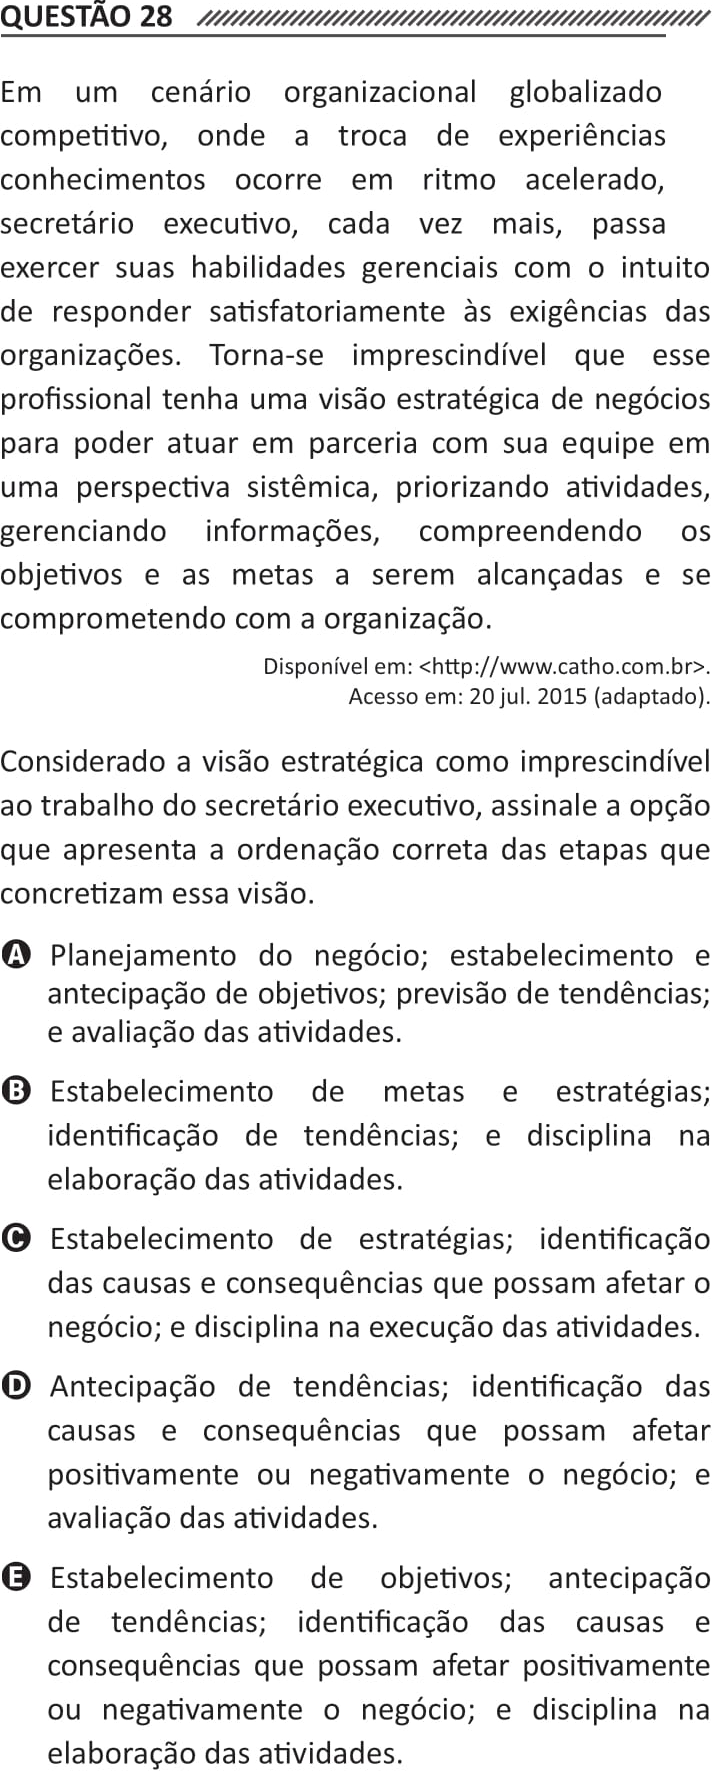 QUESTÃO 28
Em um cenário organizacional globalizado
competitivo, onde a troca de experiências
conhecimentos ocorre em ritmo acelerado,
secretário executivo, cada vez mais, passa
exercer suas habilidades gerenciais com o intuito
de responder satisfatoriamente às exigências das
organizações. Torna-se imprescindível que esse
profissional tenha uma visão estratégica de negócios
para poder atuar em parceria com sua equipe em
uma perspectiva sistêmica, priorizando atividades,
gerenciando informações, compreendendo os
objetivos e as metas a serem alcançadas e se
comprometendo com a organização.
Disponível em: <http://www.catho.com.br>.
Acesso em: 20 jul. 2015 (adaptado).
Considerado a visão estratégica como imprescindível
ao trabalho do secretário executivo, assinale a opção
que apresenta a ordenação correta das etapas que
concretizam essa visão.
A Planejamento do negócio; estabelecimento e
antecipação de objetivos; previsão de tendências;
e avaliação das atividades.
B Estabelecimento de metas e estratégias;
identificação de tendências; e disciplina na
elaboração das atividades.
C Estabelecimento de estratégias; identificação
das causas e consequências que possam afetar o
negócio; e disciplina na execução das atividades.
D Antecipação de tendências; identificação das
causas e consequências que possam afetar
positivamente ou negativamente o negócio; e
avaliação das atividades.
E Estabelecimento de objetivos; antecipação
de tendências; identificação das causas e
consequências que possam afetar positivamente
ou negativamente o negócio; e disciplina na
elaboração das atividades.